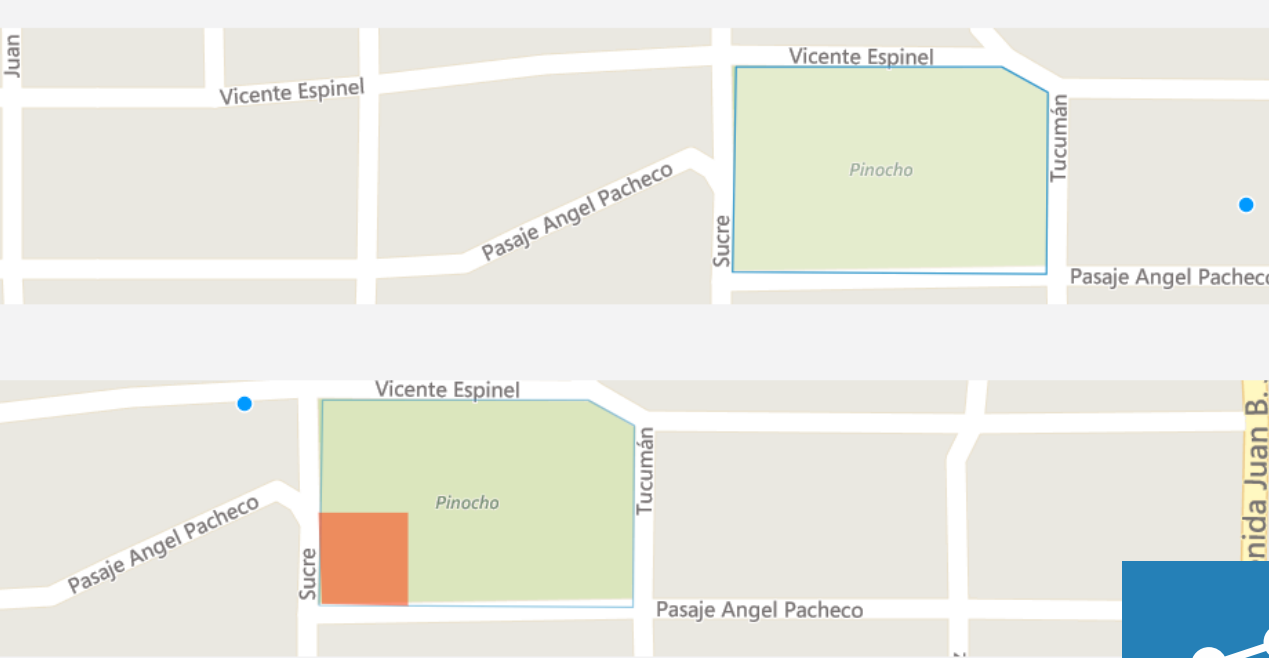 Juan
Vicente Espinel
Vicente Espinel
Pinocho
Tucumán
Pasaje Angel Pacheco
Sucre
Pasaje Angel Pacheco
Vicente Espinel
Pinocho
Tucumán
Pasaje Angel Pacheco
Sucre
Pasaje Angel Pacheco
enida Juan B...